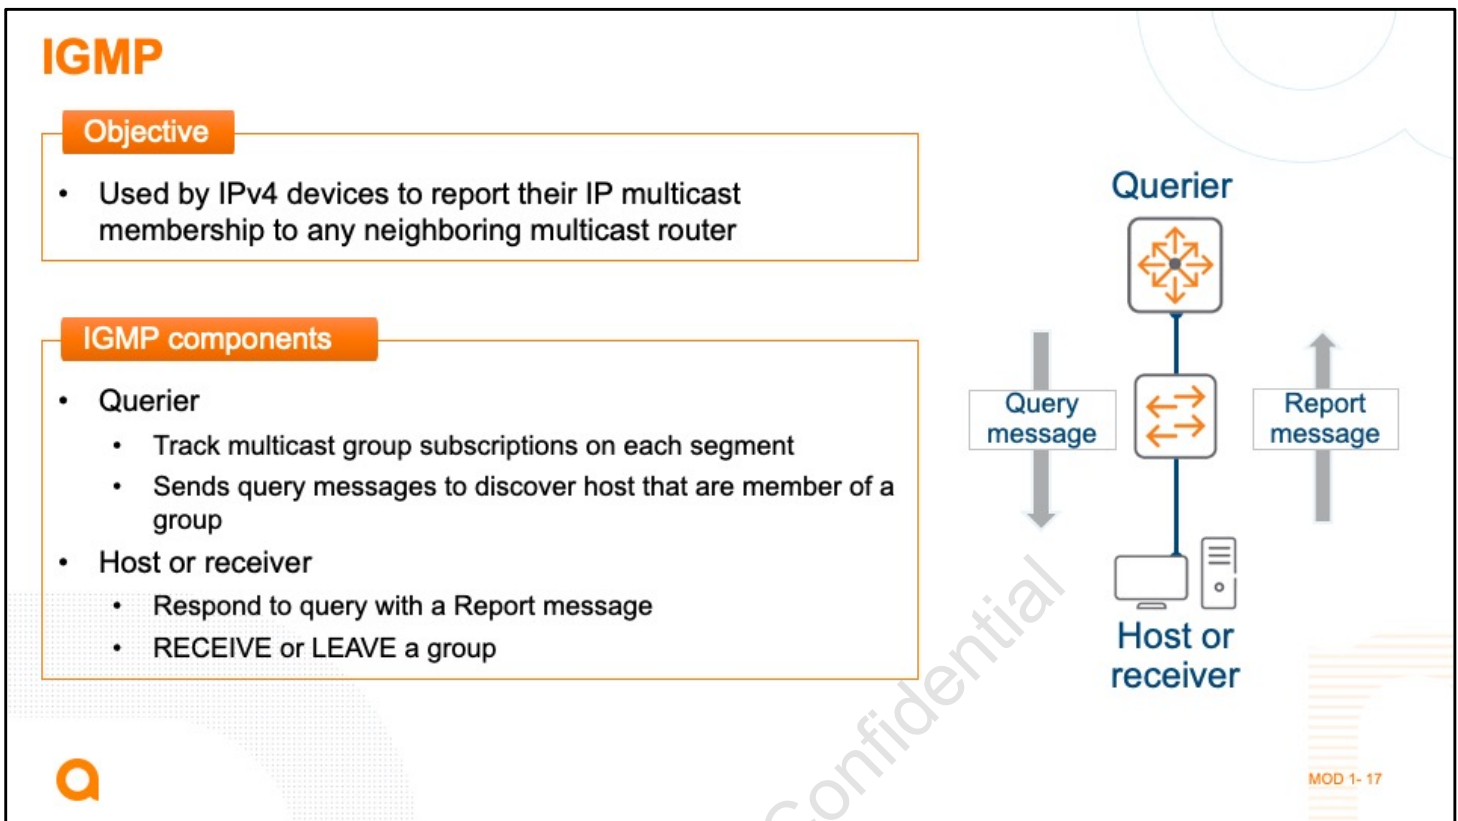 IGMP
Objective
• Used by IPv4 devices to report their IP multicast
membership to any neighboring multicast router
IGMP components
• Querier
• Track multicast group subscriptions on each segment
• Sends query messages to discover host that are member of a
group
• Host or receiver
• Respond to query with a Report message
• RECEIVE or LEAVE a group
Querier
Query
message
Report
message
Host or
receiver
Confidential
MOD 1- 17